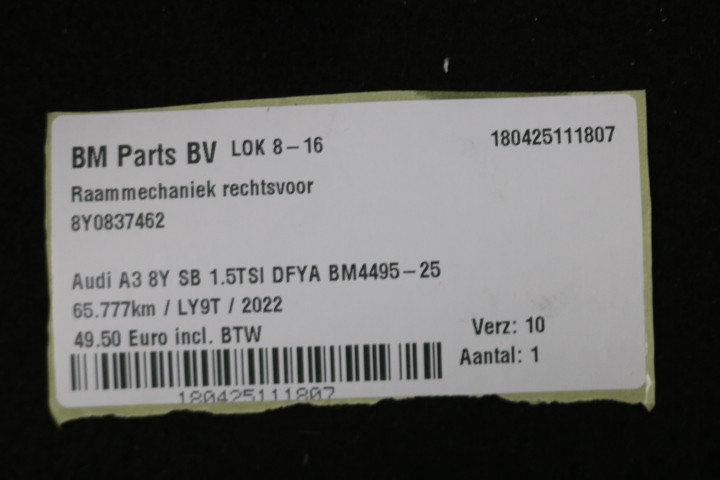 BM Parts BV LOK 8-16 180425111807
Raammechaniek rechtsvoor
8Y0837462
Audi A3 8Y SB 1.5TSI DFYA BM4495-25
65.777km / LY9T / 2022
49.50 Euro incl. BTW
Verz: 10
Aantal: 1
180425111807